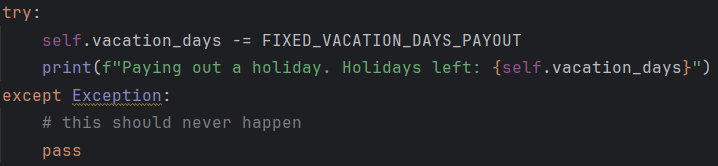 try:
    self.vacation_days -= FIXED_VACATION_DAYS_PAYOUT
    print(f"Paying out a holiday. Holidays left: {self.vacation_days}")
except Exception:
    # this should never happen
    pass